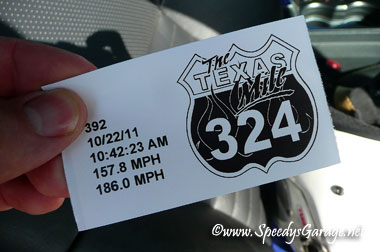 392
10/22/11
10:42:23 AM
157.8 MPH
186.0 MPH
The
TEXAS
Mile
324
©www.SpeedysGarage.net